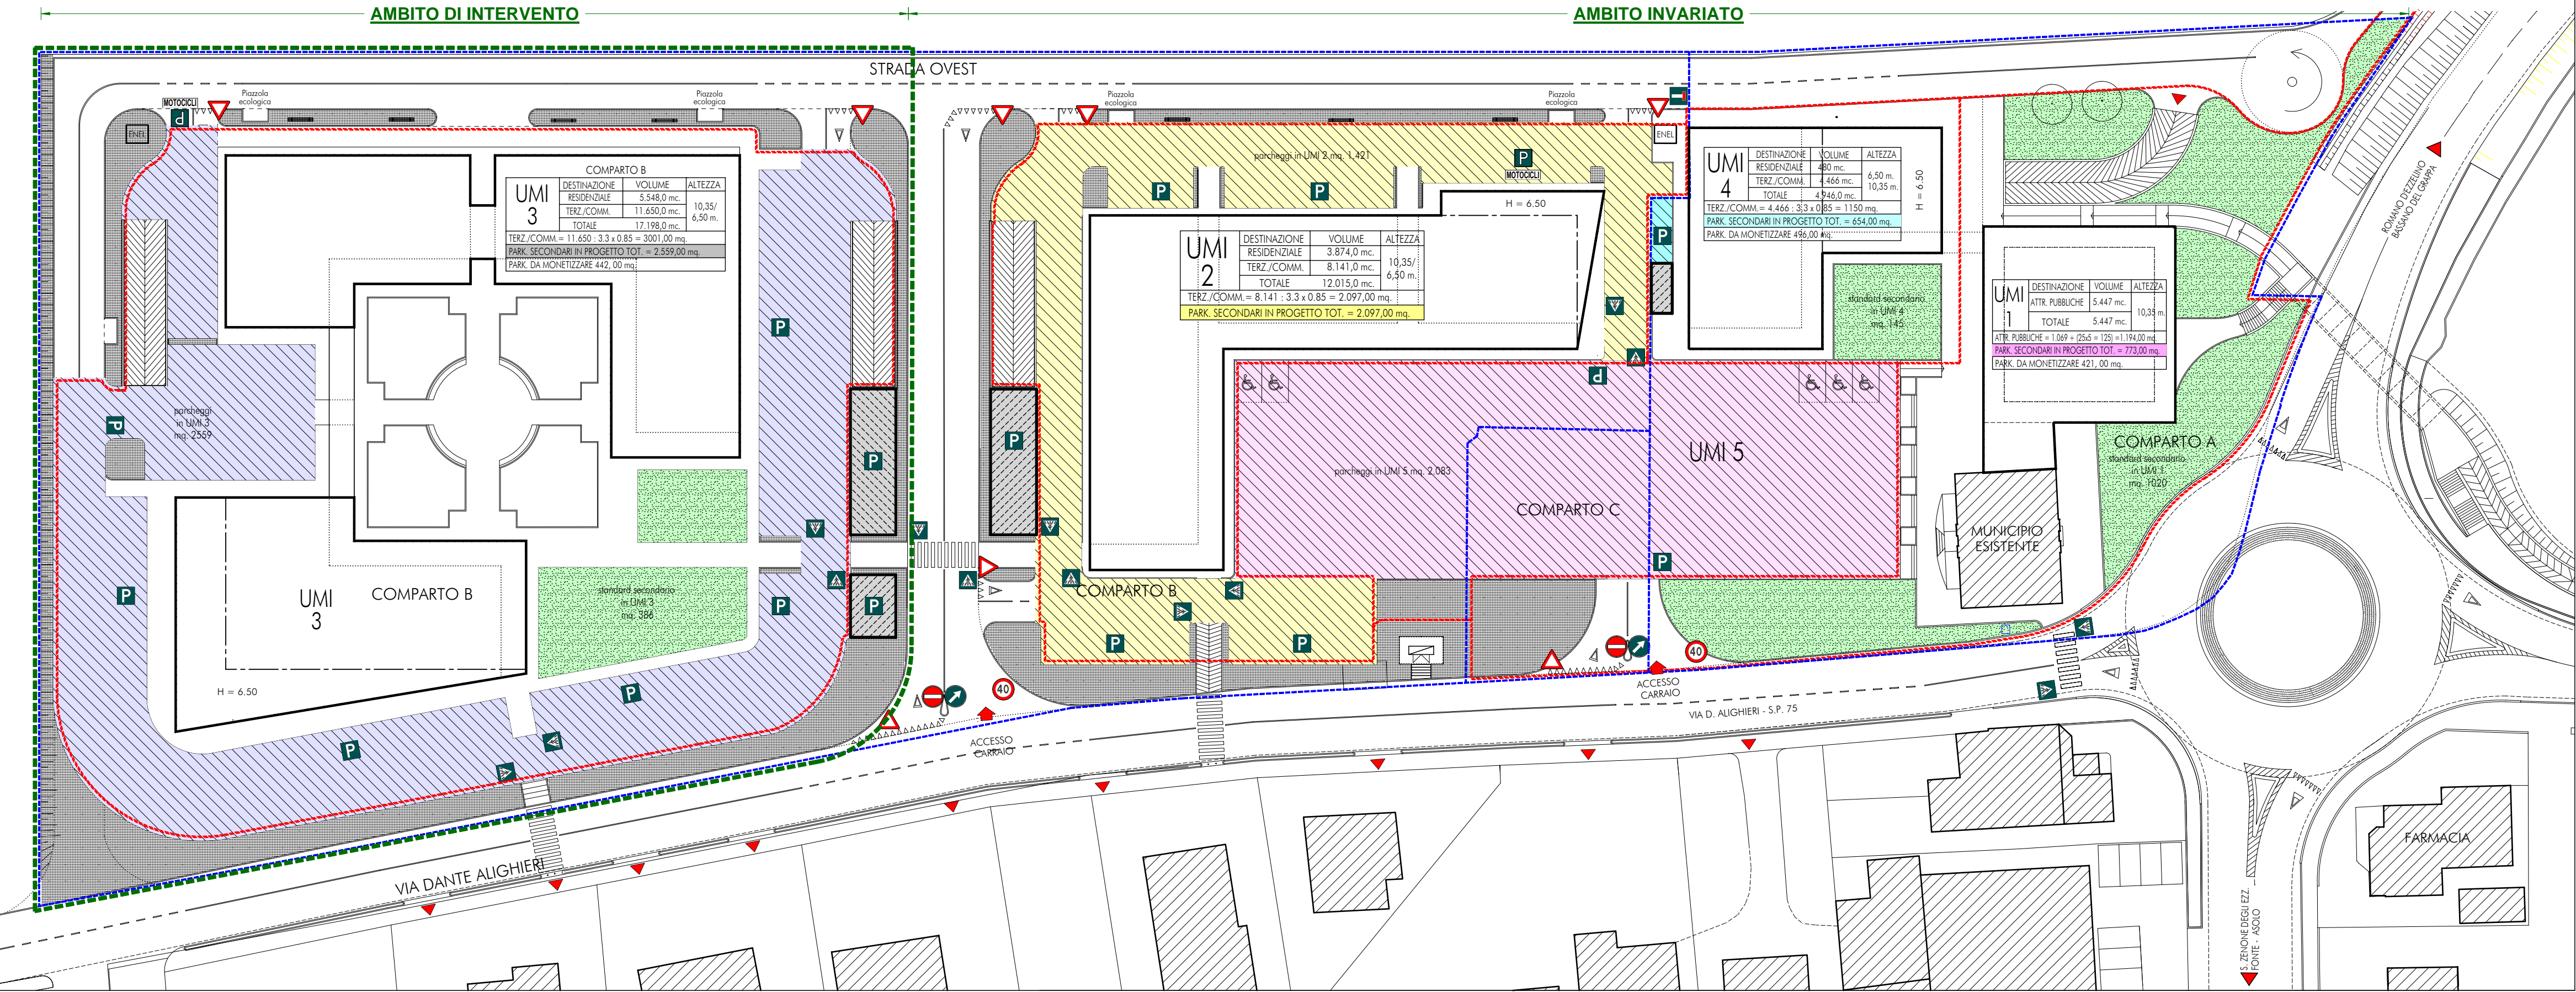 AMBITO DI INTERVENTO
AMBITO INVARIATO
STRADA OVEST
MOTOCICLI
P
Piazzola
ecologica
Piazzola
ecologica
Piazzola
ecologica
Piazzola
ecologica
ENEL
ENEL
COMPARTO B
UMI
3
DESTINAZIONE VOLUME ALTEZZA
RESIDENZIALE 5.548,0 mc.
TERZ./COMM. 11.650,0 mc.
TOTALE 17.198,0 mc.
10,35/
6,50 m.
TERZ./COMM.= 11.650 : 3.3 x 0.85 = 3001,00 mq.
PARK. SECONDARI IN PROGETTO TOT. = 2.559,00 mq.
PARK. DA MONETIZZARE 442, 00 mq.
parcheggi
in UMI 3
mq. 2559
P
P
P
P
P
P
P
P
P
UMI
3
COMPARTO B
standard secondario
in UMI 3
mq. 386
H = 6.50
parcheggi in UMI 2 mq. 1.421
P
P
P
MOTOCICLI
H = 6.50
UMI
2
DESTINAZIONE VOLUME ALTEZZA
RESIDENZIALE 3.874,0 mc.
TERZ./COMM. 8.141,0 mc.
TOTALE 12.015,0 mc.
10,35/
6,50 m.
TERZ./COMM.= 8.141 : 3.3 x 0.85 = 2.097,00 mq.
PARK. SECONDARI IN PROGETTO TOT. = 2.097,00 mq.
P
COMPARTO B
P
P
UMI
4
DESTINAZIONE VOLUME ALTEZZA
RESIDENZIALE 480 mc.
TERZ./COMM. 4.466 mc.
TOTALE 4.946,0 mc.
6,50 m.
10,35 m.
TERZ./COMM.= 4.466 : 3.3 x 0.85 = 1150 mq.
PARK. SECONDARI IN PROGETTO TOT. = 654,00 mq.
PARK. DA MONETIZZARE 496,00 mq.
H = 6.50
P
standard secondario
in UMI 4
mq. 145
P
UMI 5
parcheggi in UMI 5 mq. 2.083
COMPARTO C
P
UMI
1
DESTINAZIONE VOLUME ALTEZZA
ATTR. PUBBLICHE 5.447 mc.
TOTALE 5.447 mc.
10,35 m.
ATTR. PUBBLICHE = 1.069 + (25x5 = 125) =1.194,00 mq.
PARK. SECONDARI IN PROGETTO TOT. = 773,00 mq.
PARK. DA MONETIZZARE 421, 00 mq.
COMPARTO A
standard secondario
in UMI 1
mq. 1020
MUNICIPIO
ESISTENTE
ROMANO D'EZZELINO
BASSANO DEL GRAPPA
40
40
ACCESSO
CARRAIO
ACCESSO
CARRAIO
VIA D. ALIGHIERI - S.P. 75
VIA DANTE ALIGHIERI
FARMACIA
S. ZENONE DEGLI EZZ.
FONTE - ASOLO